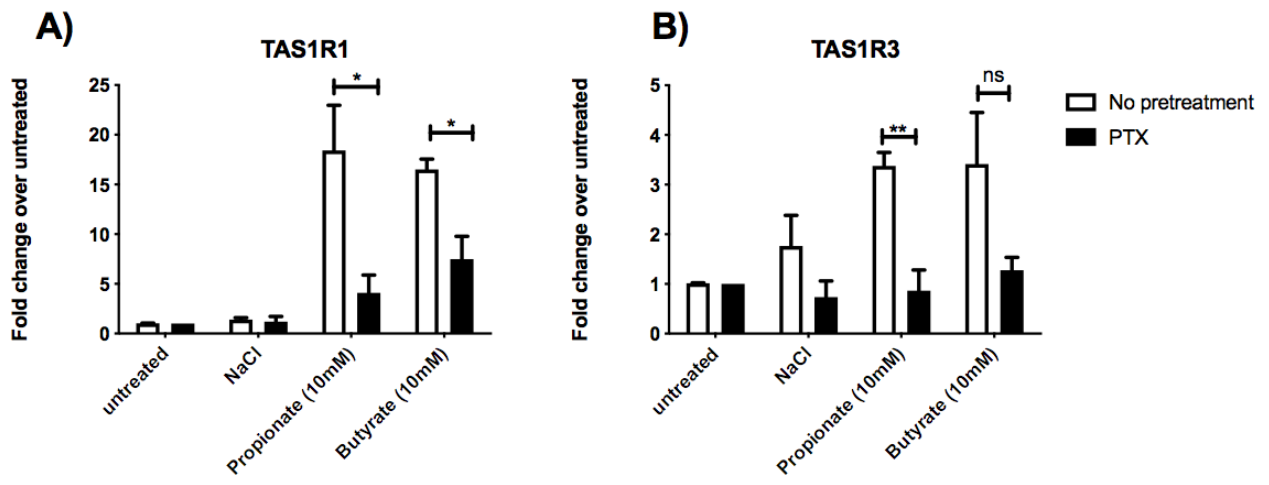 A)
TAS1R1
Fold change over untreated
25
20
15
10
5
0
*
*
untreated
NaCl
Propionate (10mM)
Butyrate (10mM)
B)
TAS1R3
Fold change over untreated
5
4
3
2
1
0
**
ns
untreated
NaCl
Propionate (10mM)
Butyrate (10mM)
No pretreatment
PTX